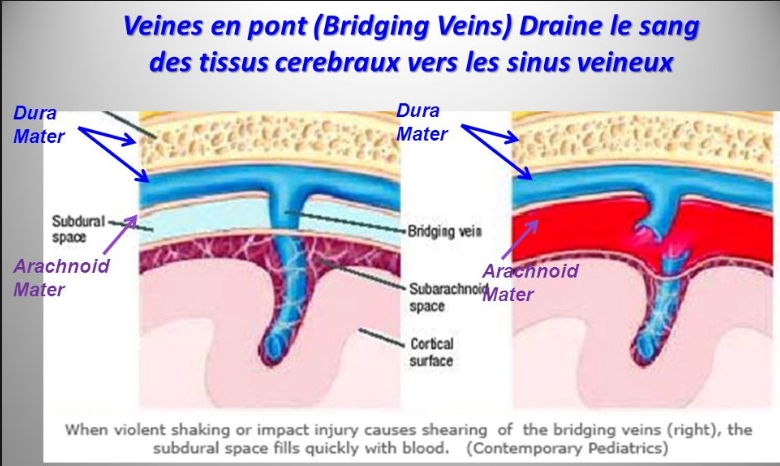 Veines en pont (Bridging Veins) Draine le sang
des tissus cerebraux vers les sinus veineux
Dura
Mater
Dura
Mater
Subdural
space
Arachnoid
Mater
Bridging vein
Subarachnoid
space
Cortical
surface
Arachnoid
Mater
When violent shaking or impact injury causes shearing of the bridging veins (right), the
subdural space fills quickly with blood. (Contemporary Pediatrics)